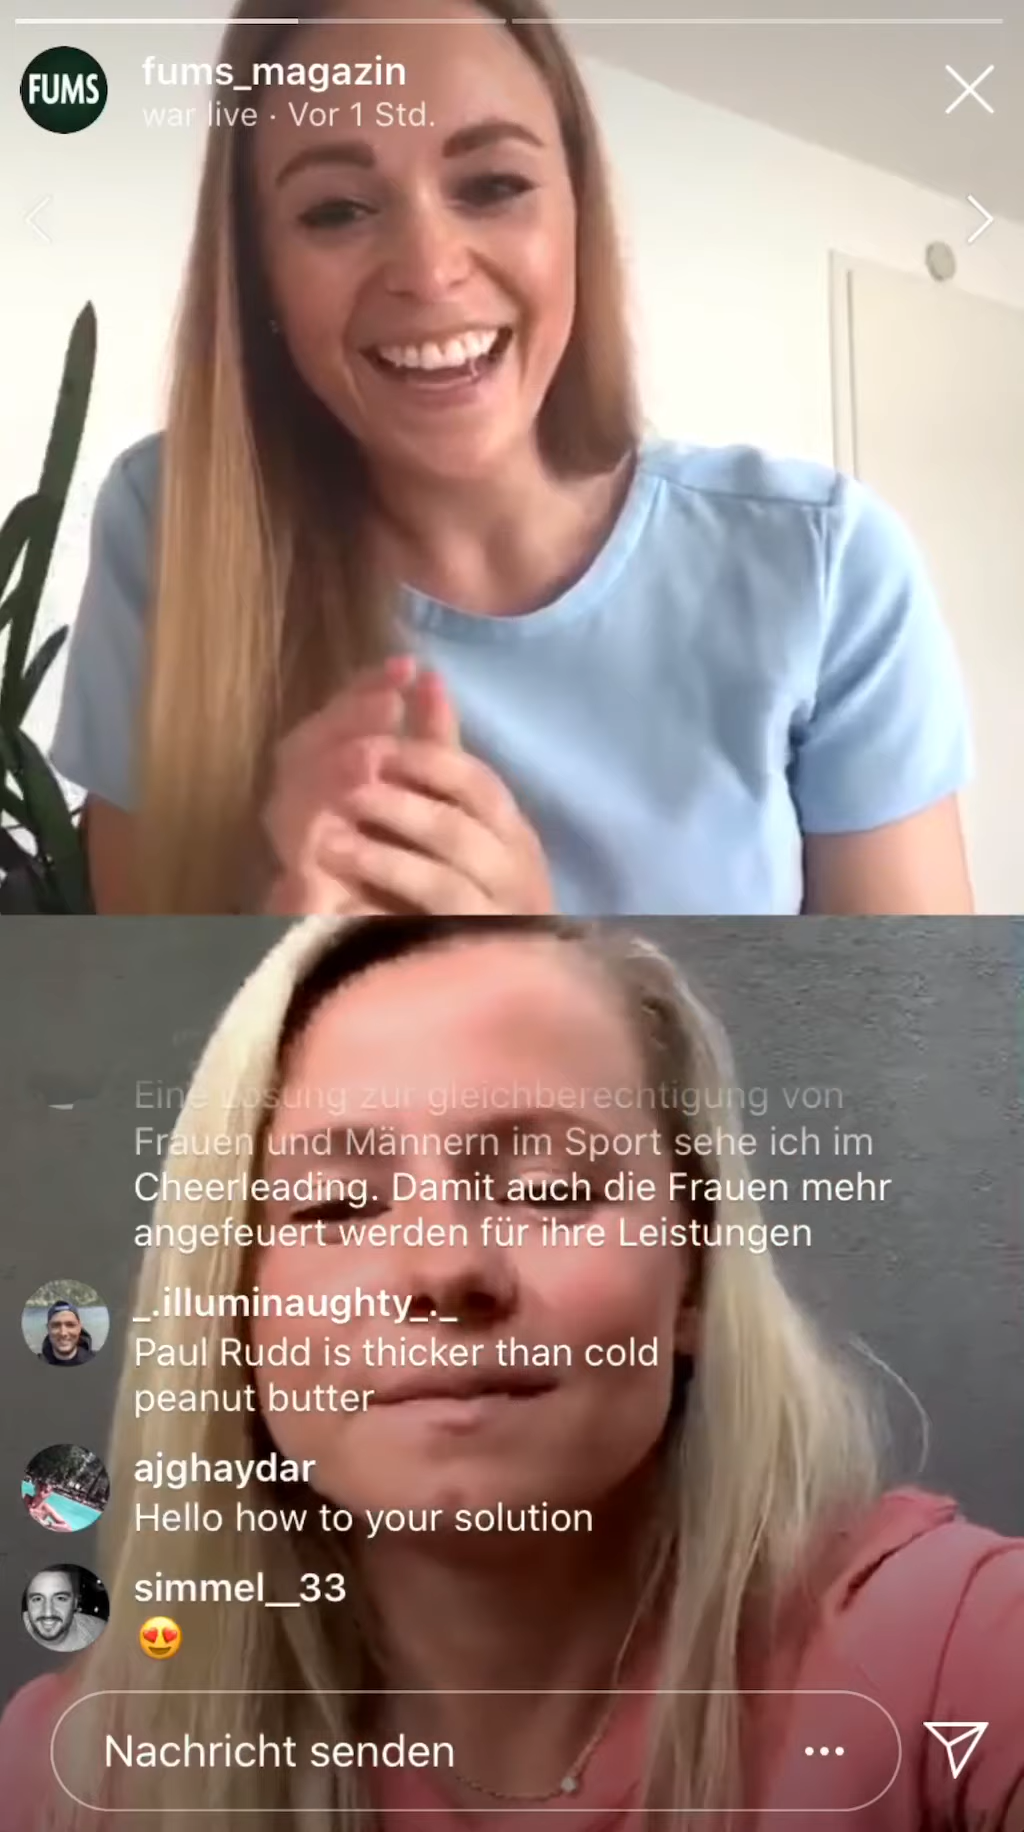 FUMS
fums_magazin
war live · Vor 1 Std.
Eine Lösung zur gleichberechtigung von
Frauen und Männern im Sport sehe ich im
Cheerleading. Damit auch die Frauen mehr
angefeuert werden für ihre Leistungen
_.illuminaughty_._
Paul Rudd is thicker than cold
peanut butter
ajghaydar
Hello how to your solution
simmel__33
😍
Nachricht senden